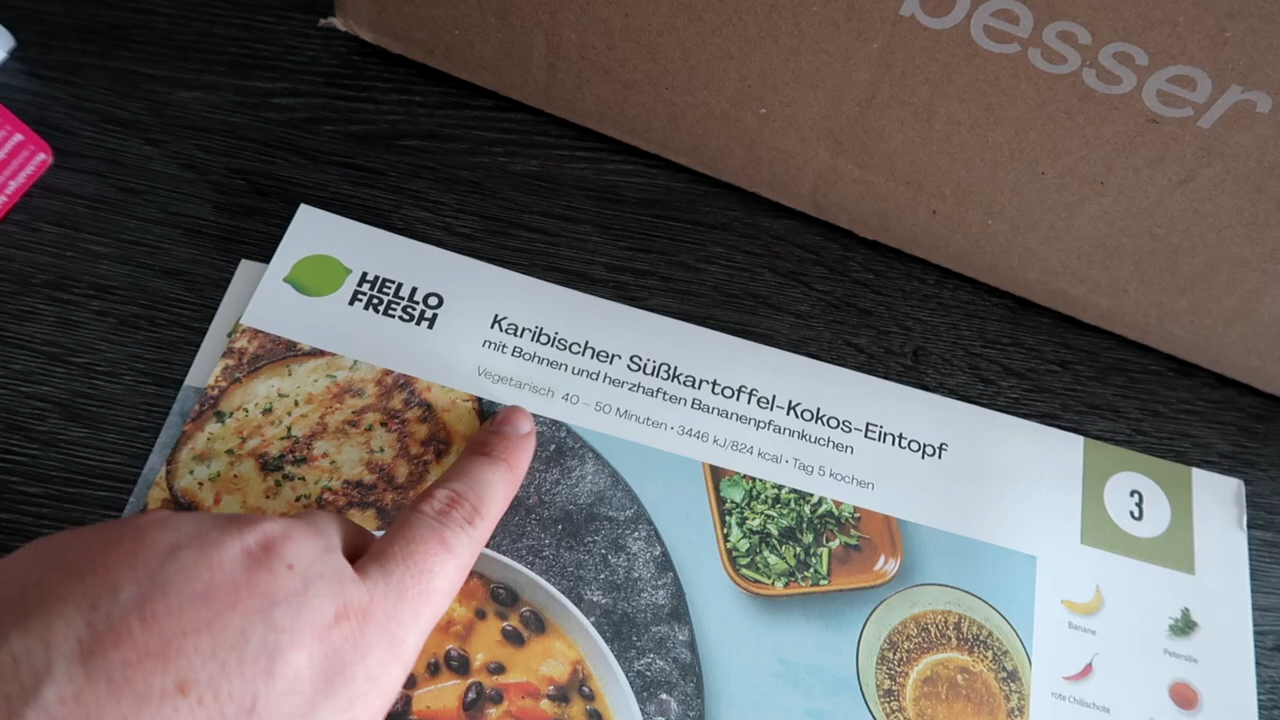 besser
HELLO
FRESH
Karibischer Süßkartoffel-Kokos-Eintopf
mit Bohnen und herzhaften Bananenpfannkuchen
Vegetarisch 40 – 50 Minuten • 3446 kJ/824 kcal • Tag 5 kochen
3
Banane
Petersilie
rote Chilischote